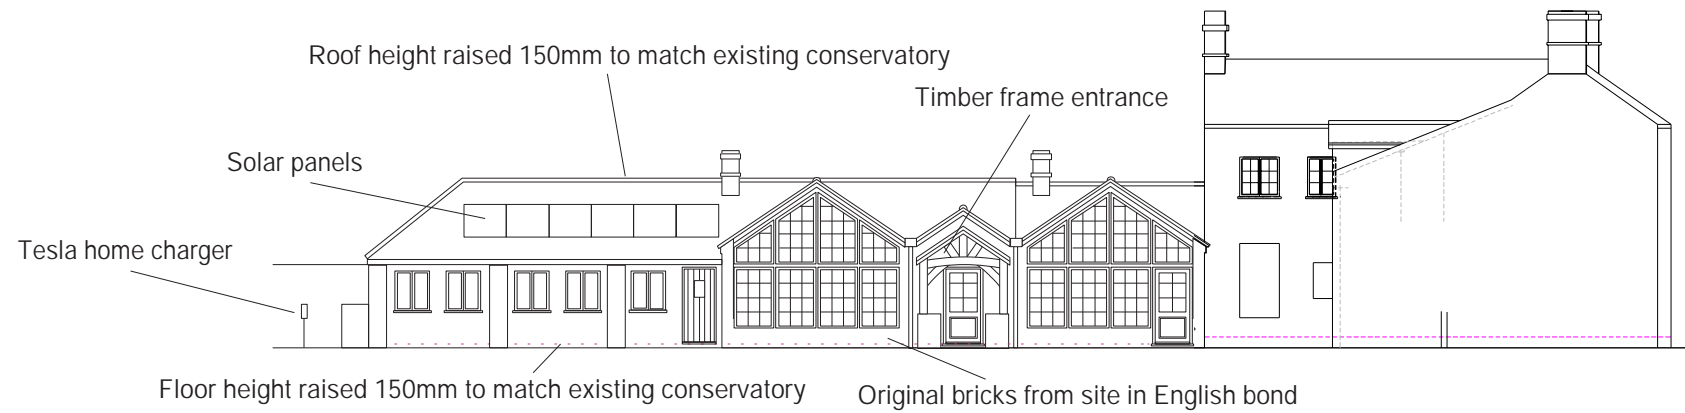 Roof height raised 150mm to match existing conservatory
Timber frame entrance
Solar panels
Tesla home charger
Floor height raised 150mm to match existing conservatory
Original bricks from site in English bond